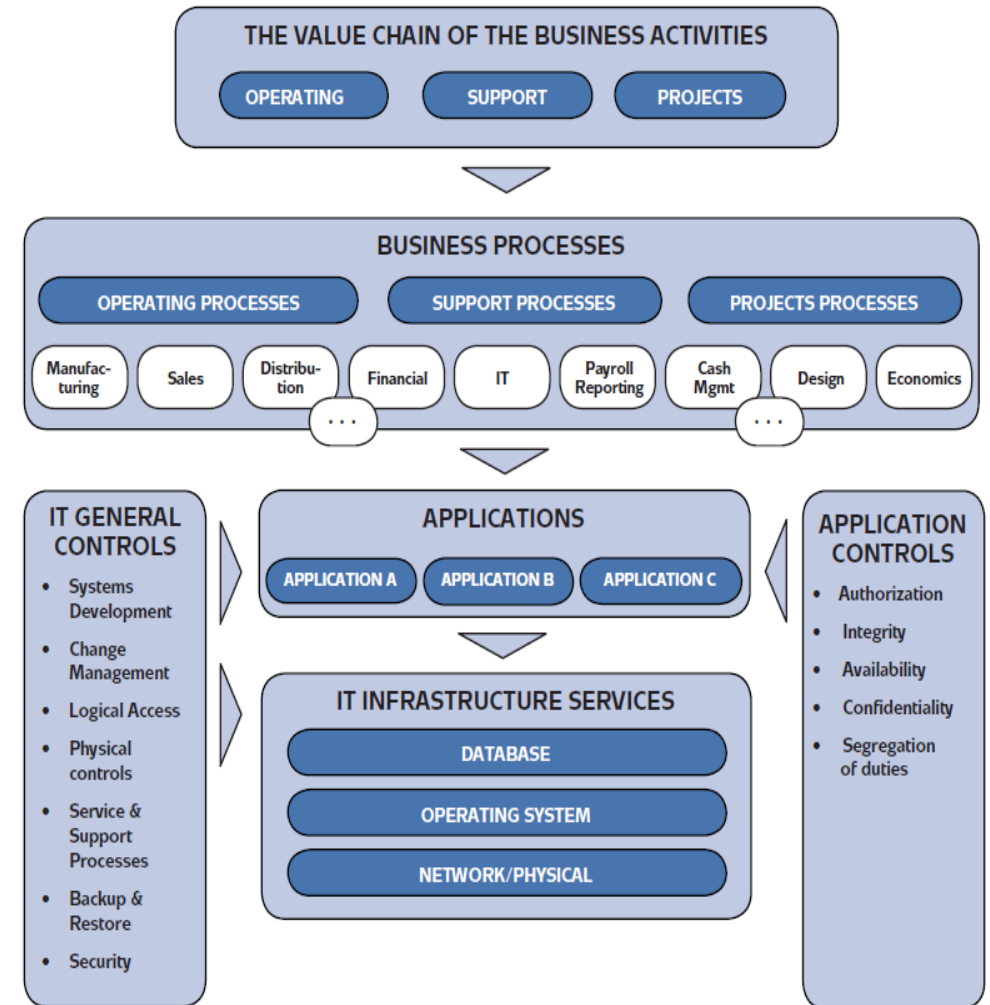 THE VALUE CHAIN OF THE BUSINESS ACTIVITIES
OPERATING
SUPPORT
PROJECTS
BUSINESS PROCESSES
OPERATING PROCESSES
SUPPORT PROCESSES
PROJECTS PROCESSES
Manufac-
turing
Sales
Distribu-
tion
Financial
IT
Payroll
Reporting
Cash
Mgmt
Design
Economics
. . .
. . .
IT GENERAL
CONTROLS
• Systems
Development
• Change
Management
• Logical Access
• Physical
controls
• Service &
Support
Processes
• Backup &
Restore
• Security
APPLICATIONS
APPLICATION A
APPLICATION B
APPLICATION C
IT INFRASTRUCTURE SERVICES
DATABASE
OPERATING SYSTEM
NETWORK/PHYSICAL
APPLICATION
CONTROLS
• Authorization
• Integrity
• Availability
• Confidentiality
• Segregation
of duties